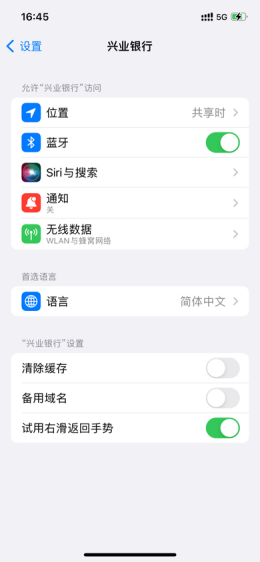 16:45
5G
设置
兴业银行
允许“兴业银行”访问
位置
共享时
蓝牙
Siri与搜索
通知
关
无线数据
WLAN与蜂窝网络
首选语言
语言
简体中文
“兴业银行”设置
清除缓存
备用域名
试用右滑返回手势